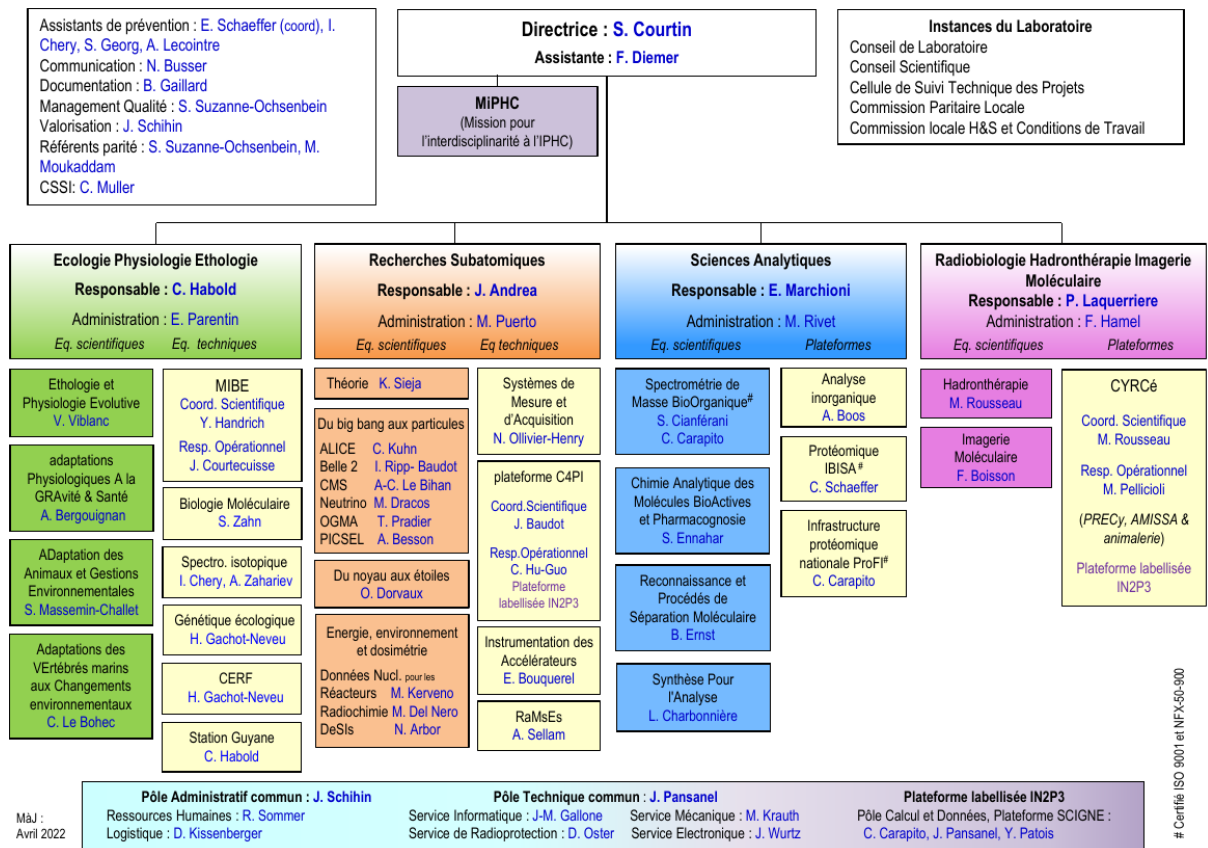 Assistants de prévention : E. Schaeffer (coord), I.
Chery, S. Georg, A. Lecointre
Communication : N. Busser
Documentation : B. Gaillard
Management Qualité : S. Suzanne-Ochsenbein
Valorisation : J. Schihin
Référents parité : S. Suzanne-Ochsenbein, M.
Moukaddam
CSSI: C. Muller
Directrice : S. Courtin
Assistante : F. Diemer
MiPHC
(Mission pour
l'interdisciplinarité à l'IPHC)
Instances du Laboratoire
Conseil de Laboratoire
Conseil Scientifique
Cellule de Suivi Technique des Projets
Commission Paritaire Locale
Commission locale H&S et Conditions de Travail
Ecologie Physiologie Ethologie
Responsable : C. Habold
Administration : E. Parentin
Eq. scientifiques Eq. techniques
Ethologie et
Physiologie Evolutive
V. Viblanc
adaptations
Physiologiques A la
GRAvité & Santé
A. Bergouignan
ADaptation des
Animaux et Gestions
Environnementales
S. Massemin-Challet
Adaptations des
VErtébrés marins
aux Changements
environnementaux
C. Le Bohec
MIBE
Coord. Scientifique
Y. Handrich
Resp. Opérationnel
J. Courtecuisse
Biologie Moléculaire
S. Zahn
Spectro. isotopique
I. Chery, A. Zahariev
Génétique écologique
H. Gachot-Neveu
CERF
H. Gachot-Neveu
Station Guyane
C. Habold
Recherches Subatomiques
Responsable : J. Andrea
Administration : M. Puerto
Eq. scientifiques Eq techniques
Théorie K. Sieja
Du big bang aux particules
ALICE C. Kuhn
Belle 2 I. Ripp- Baudot
CMS A-C. Le Bihan
Neutrino M. Dracos
OGMA T. Pradier
PICSEL A. Besson
Du noyau aux étoiles
O. Dorvaux
Energie, environnement
et dosimétrie
Données Nucl. pour les
Réacteurs M. Kerveno
Radiochimie M. Del Nero
DeSIs N. Arbor
Systèmes de
Mesure et
d'Acquisition
N. Ollivier-Henry
plateforme C4PI
Coord.Scientifique
J. Baudot
Resp.Opérationnel
C. Hu-Guo
Plateforme
labellisée IN2P3
Instrumentation des
Accélérateurs
E. Bouquerel
RaMsEs
A. Sellam
Sciences Analytiques
Responsable : E. Marchioni
Administration : M. Rivet
Eq. scientifiques Plateformes
Spectrométrie de
Masse BioOrganique#
S. Cianférani
C. Carapito
Chimie Analytique des
Molécules BioActives
et Pharmacognosie
S. Ennahar
Reconnaissance et
Procédés de
Séparation Moléculaire
B. Ernst
Synthèse Pour
l'Analyse
L. Charbonnière
Analyse
inorganique
A. Boos
Protéomique
IBISA #
C. Schaeffer
Infrastructure
protéomique
nationale ProFI#
C. Carapito
Radiobiologie Hadronthérapie Imagerie
Moléculaire
Responsable : P. Laquerriere
Administration : F. Hamel
Eq. scientifiques Plateformes
Hadronthérapie
M. Rousseau
Imagerie
Moléculaire
F. Boisson
CYRCé
Coord. Scientifique
M. Rousseau
Resp. Opérationnel
M. Pellicioli
(PRECy, AMISSA &
animalerie)
Plateforme labellisée
IN2P3
# Certifié ISO 9001 et NFX-50-900
MàJ :
Avril 2022
Pôle Administratif commun : J. Schihin
Ressources Humaines : R. Sommer
Logistique : D. Kissenberger
Pôle Technique commun : J. Pansanel
Service Informatique : J-M. Gallone Service Mécanique : M. Krauth
Service de Radioprotection : D. Oster Service Electronique : J. Wurtz
Plateforme labellisée IN2P3
Pôle Calcul et Données, Plateforme SCIGNE :
C. Carapito, J. Pansanel, Y. Patois